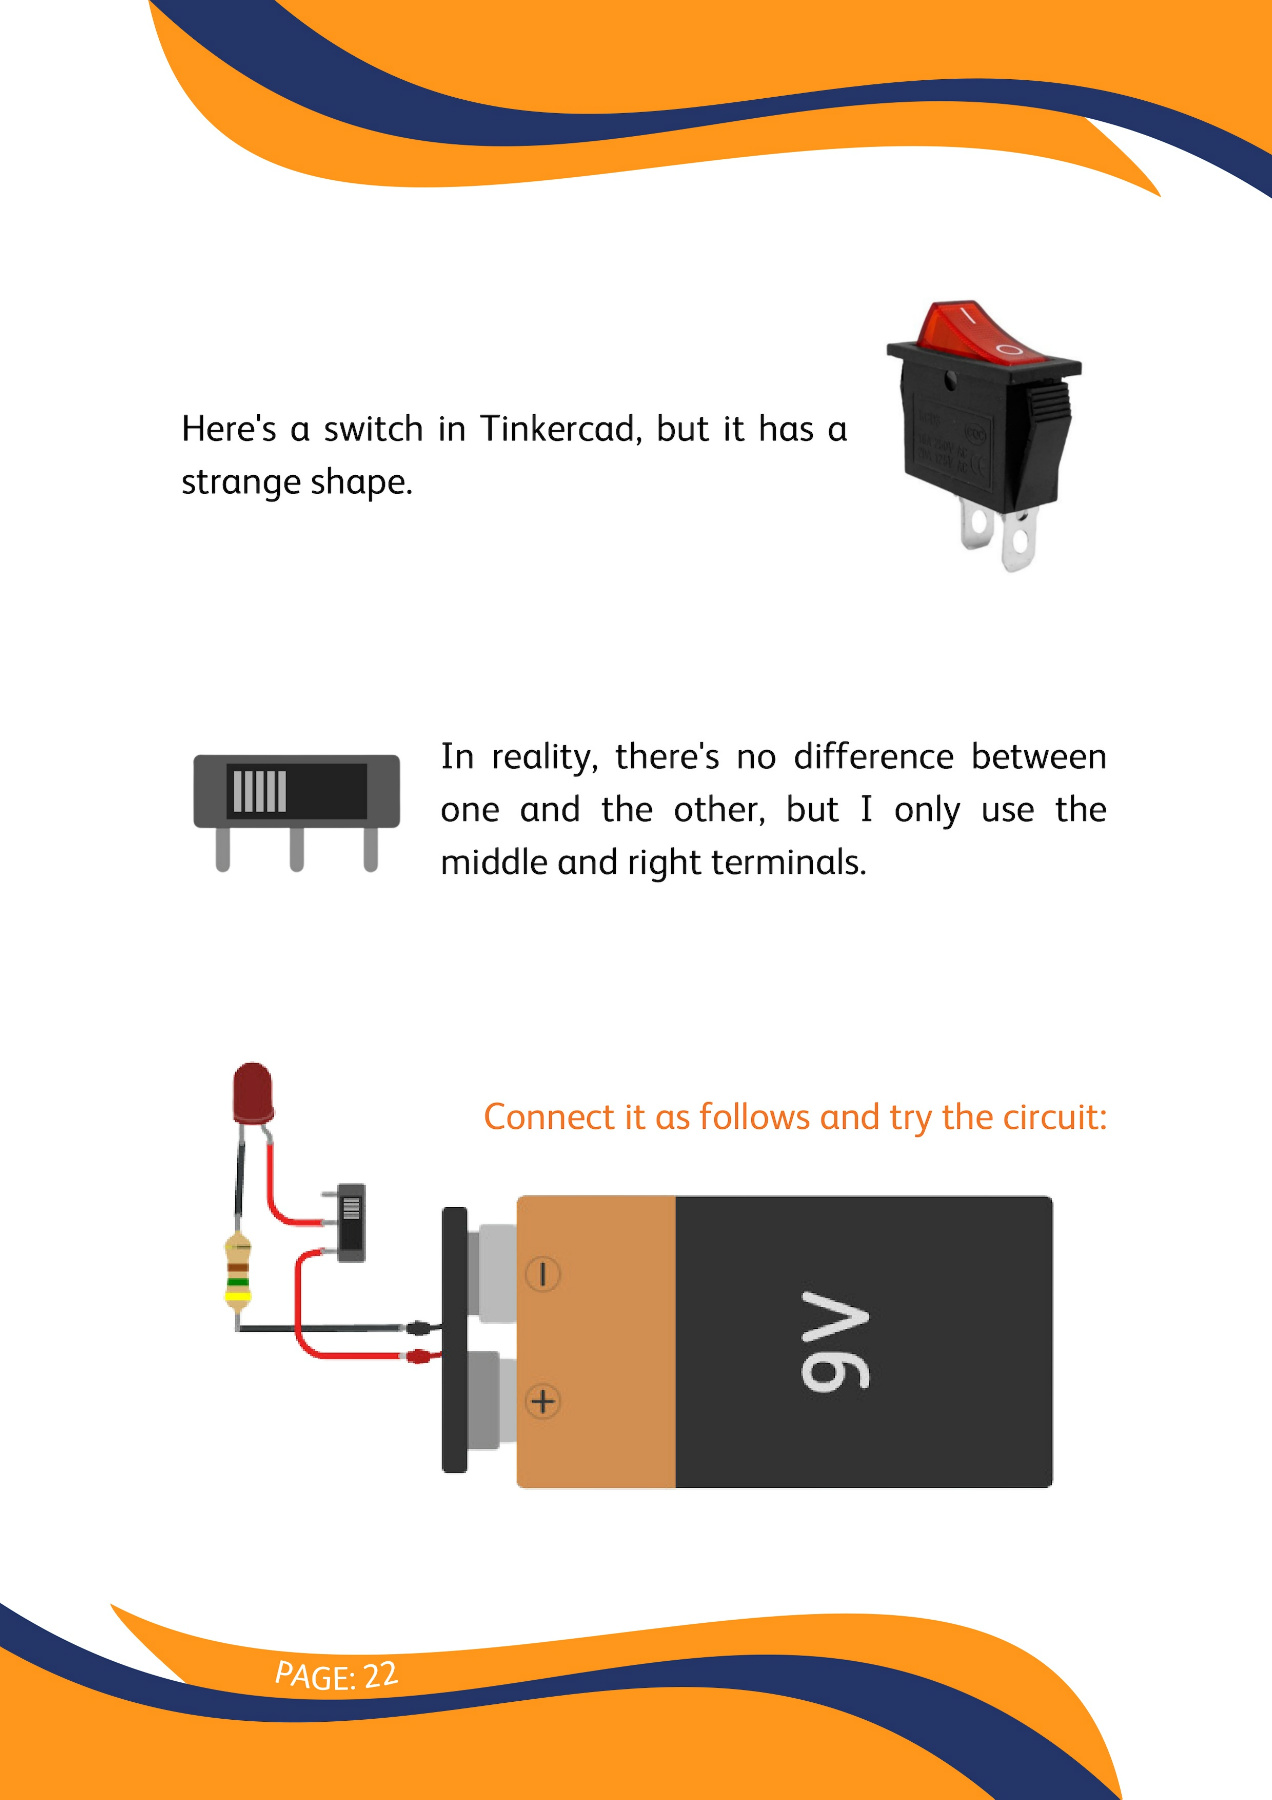 Here's a switch in Tinkercad, but it has a
strange shape.
In reality, there's no difference between
one and the other, but I only use the
middle and right terminals.
Connect it as follows and try the circuit:
9V
PAGE: 22